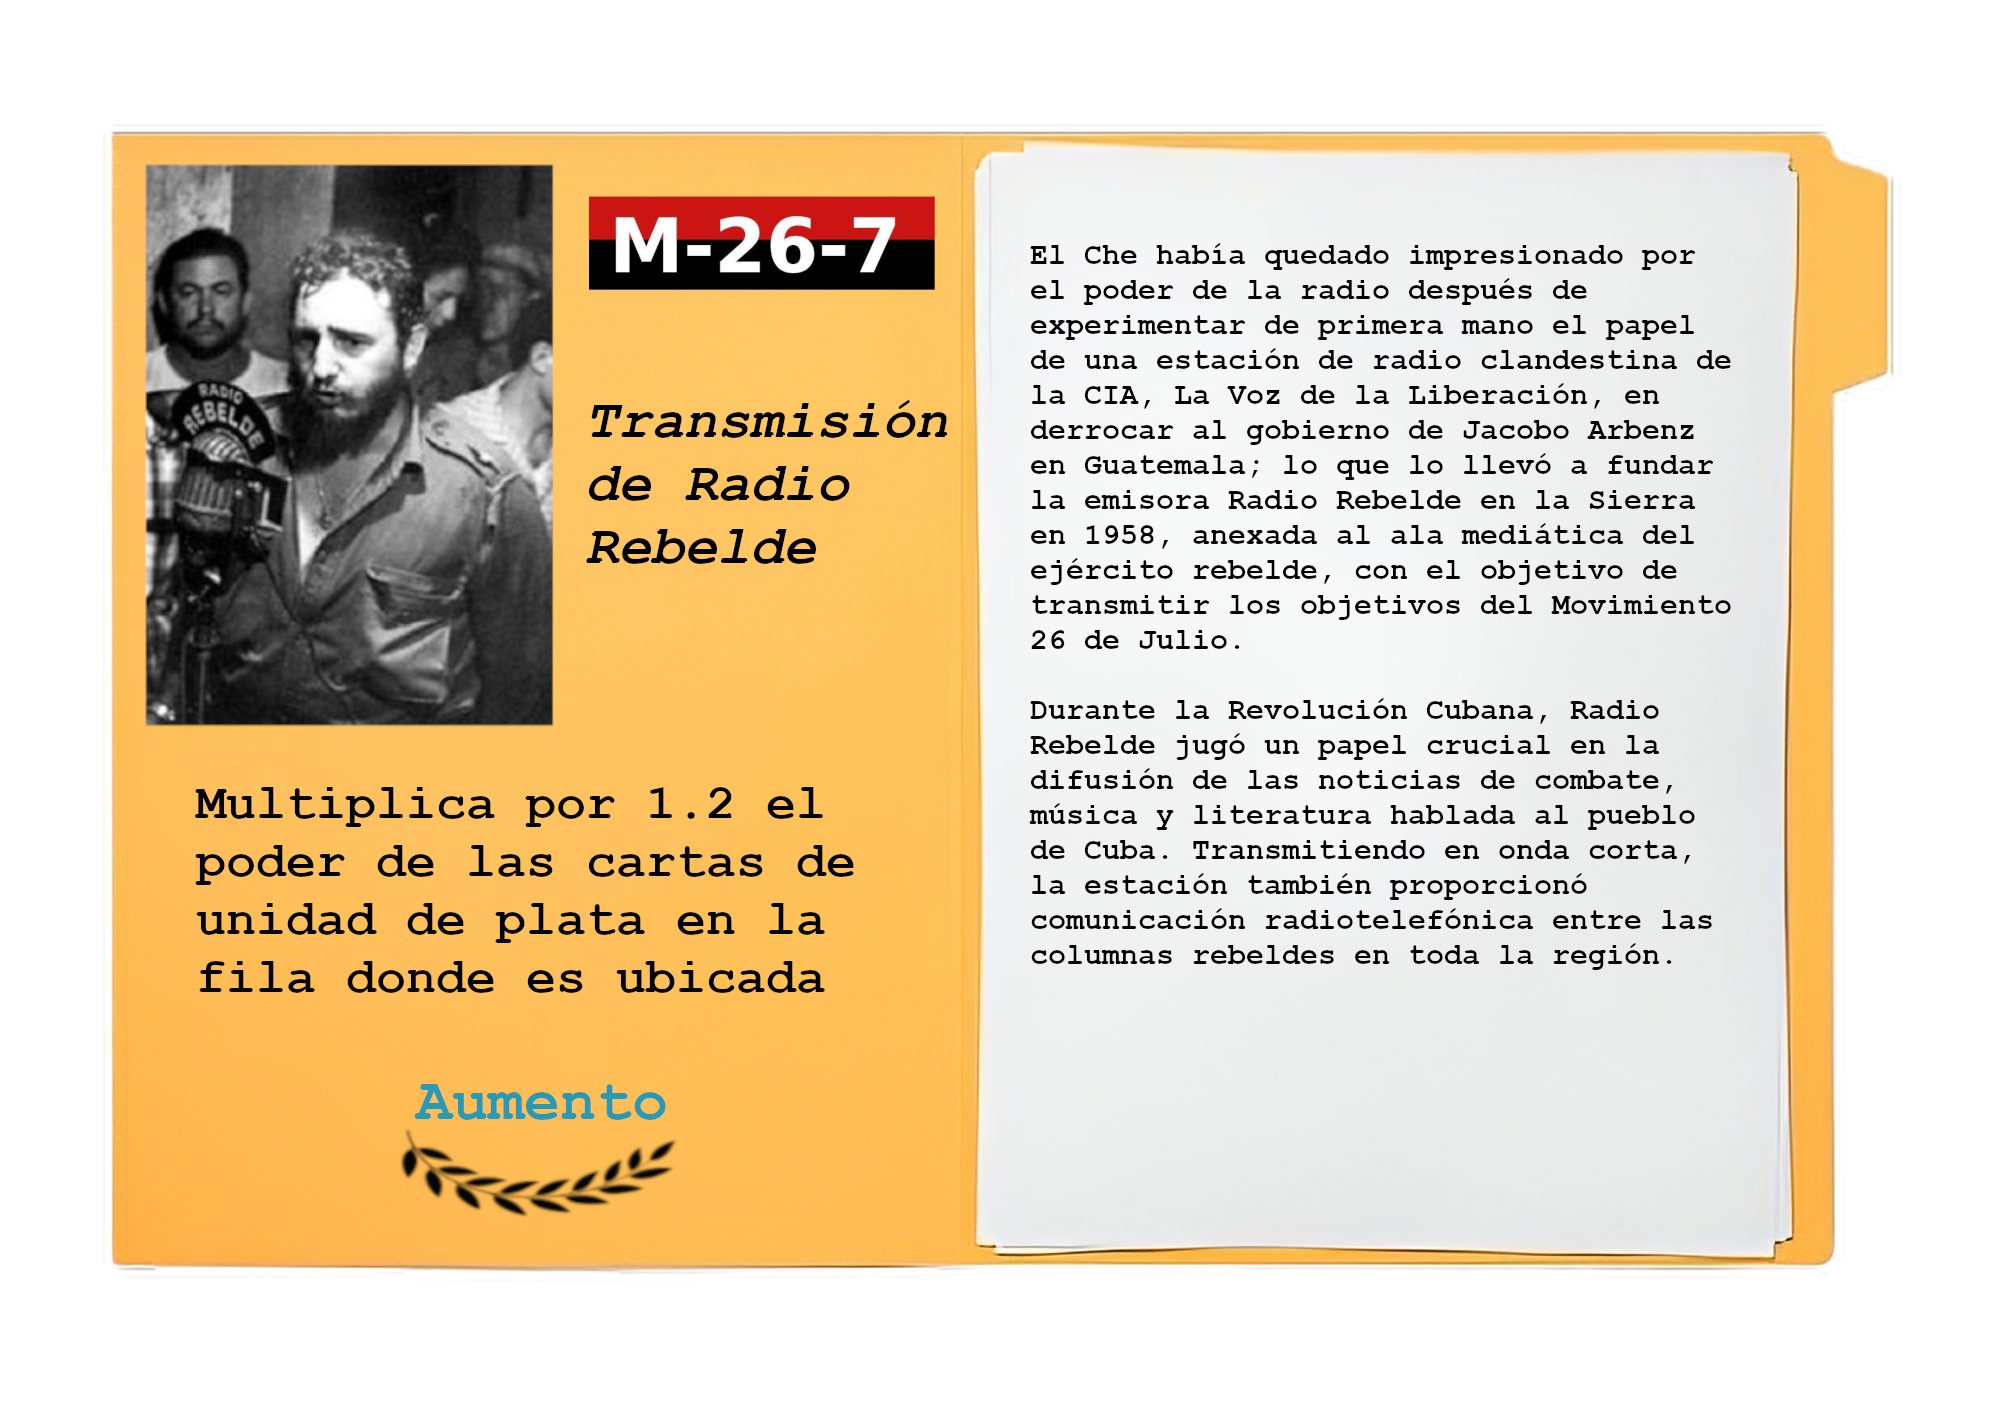 RADIO
REBELDE
M-26-7
Transmisión
de Radio
Rebelde
Multiplica por 1.2 el
poder de las cartas de
unidad de plata en la
fila donde es ubicada
Aumento
El Che había quedado impresionado por
el poder de la radio después de
experimentar de primera mano el papel
de una estación de radio clandestina de
la CIA, La Voz de la Liberación, en
derrocar al gobierno de Jacobo Arbenz
en Guatemala; lo que lo llevó a fundar
la emisora Radio Rebelde en la Sierra
en 1958, anexada al ala mediática del
ejército rebelde, con el objetivo de
transmitir los objetivos del Movimiento
26 de Julio.
Durante la Revolución Cubana, Radio
Rebelde jugó un papel crucial en la
difusión de las noticias de combate,
música y literatura hablada al pueblo
de Cuba. Transmitiendo en onda corta,
la estación también proporcionó
comunicación radiotelefónica entre las
columnas rebeldes en toda la región.